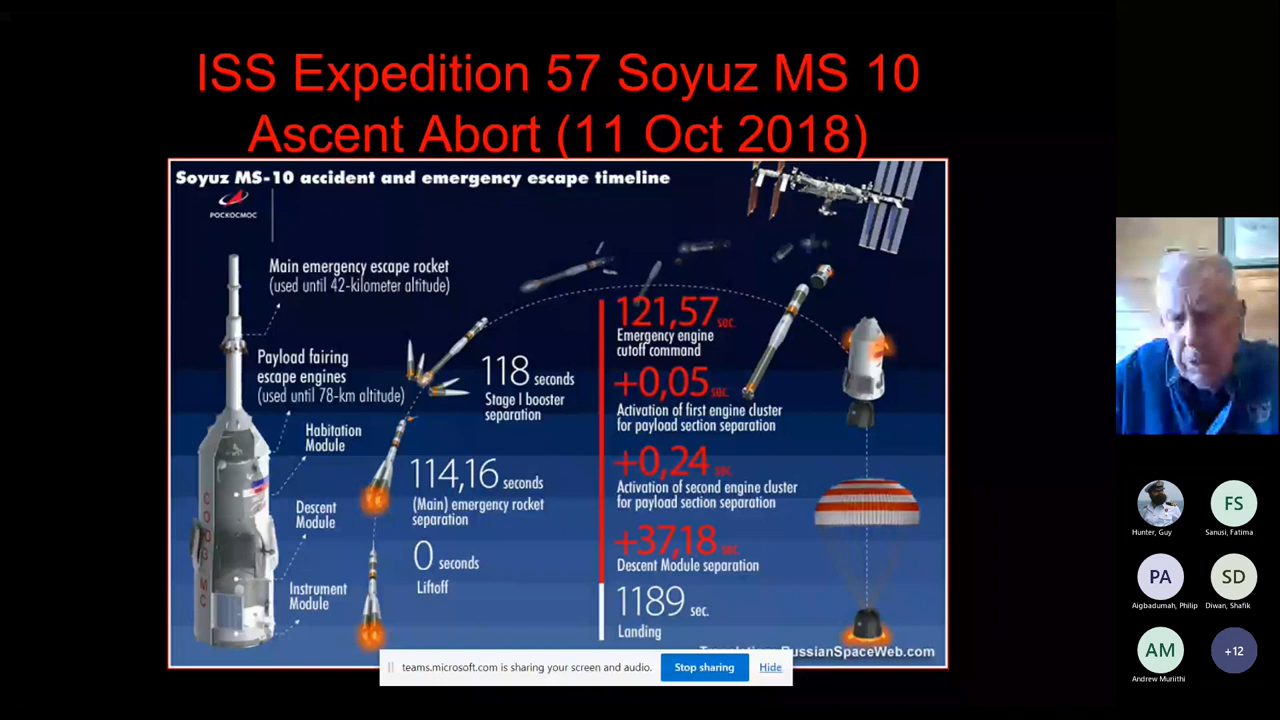 ISS Expedition 57 Soyuz MS 10
Ascent Abort (11 Oct 2018)
Soyuz MS-10 accident and emergency escape timeline
РОСКОСМОС
Main emergency escape rocket
(used until 42-kilometer altitude)
Payload fairing
escape engines
(used until 78-km altitude)
Habitation
Module
Descent
Module
Instrument
Module
СОЮЗ МС
118 seconds
Stage I booster
separation
114,16 seconds
(Main) emergency rocket
separation
0 seconds
Liftoff
121,57 sec.
Emergency engine
cutoff command
+0,05 sec.
Activation of first engine cluster
for payload section separation
+0,24 sec.
Activation of second engine cluster
for payload section separation
+37,18 sec.
Descent Module separation
1189 sec.
Landing
RussianSpaceWeb.com
teams.microsoft.com is sharing your screen and audio.
Stop sharing
Hide
Hunter, Guy
FS
Sanusi, Fatima
PA
Aigbadumah, Philip
SD
Diwan, Shafik
AM
Andrew Muriithi
+12